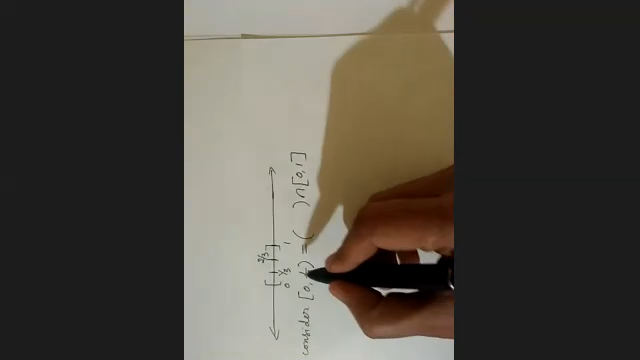 2/3
[ ]
0 1/3 1
consider [0, ) = ( ) ∩ [0,1]